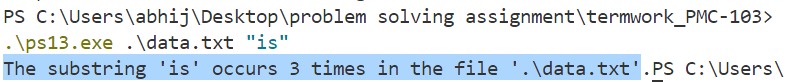 PS C:\Users\abhij\Desktop\problem solving assignment\termwork_PMC-103>
.\ps13.exe .\data.txt "is"
The substring 'is' occurs 3 times in the file '.\data.txt'.PS C:\Users\